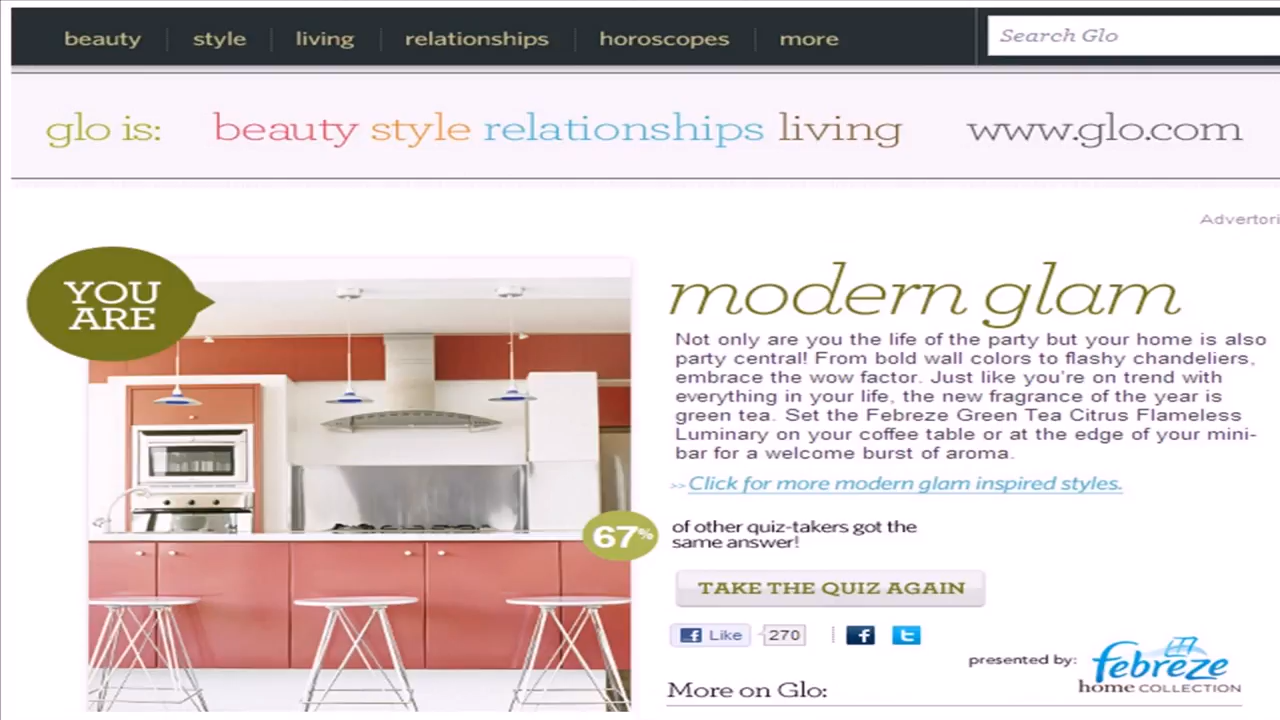 beauty style living relationships horoscopes more Search Glo
glo is: beauty style relationships living www.glo.com
YOU
ARE
modern glam
Not only are you the life of the party but your home is also
party central! From bold wall colors to flashy chandeliers,
embrace the wow factor. Just like you're on trend with
everything in your life, the new fragrance of the year is
green tea. Set the Febreze Green Tea Citrus Flameless
Luminary on your coffee table or at the edge of your mini-
bar for a welcome burst of aroma.
>> Click for more modern glam inspired styles.
67% of other quiz-takers got the
same answer!
TAKE THE QUIZ AGAIN
Like 270
presented by: febreze
home COLLECTION
More on Glo: